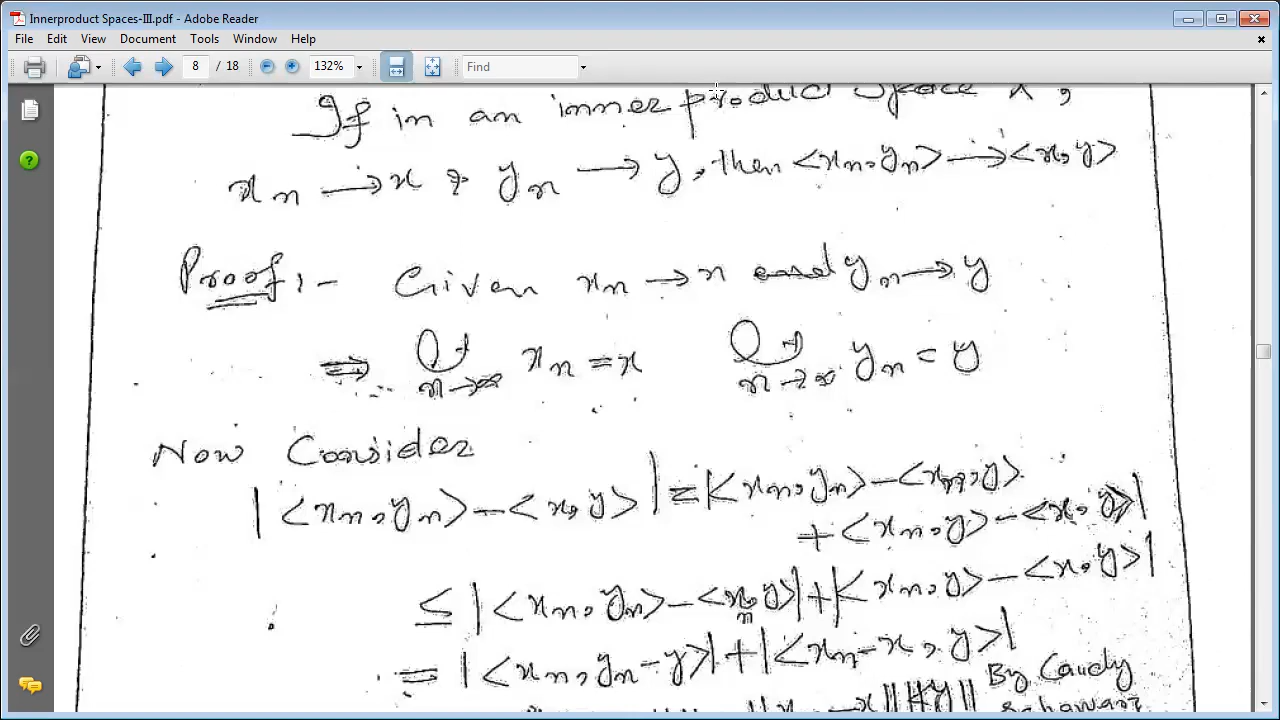 Innerproduct Spaces-III.pdf - Adobe Reader
File Edit View Document Tools Window Help
8 / 18 132% Find
If in an inner product space X,
xₙ → x & yₙ → y, then <xₙ, yₙ> → <x, y>
Proof :- Given xₙ → x and yₙ → y
⇒ Lt n→∞ xₙ = x Lt n→∞ yₙ = y
Now Consider
|<xₙ, yₙ> - <x, y>| = |<xₙ, yₙ> - <xₙ, y>
+ <xₙ, y> - <x, y>|
≤ |<xₙ, yₙ> - <xₙ, y>| + |<xₙ, y> - <x, y>|
= |<xₙ, yₙ - y>| + |<xₙ - x, y>|
By Caudy